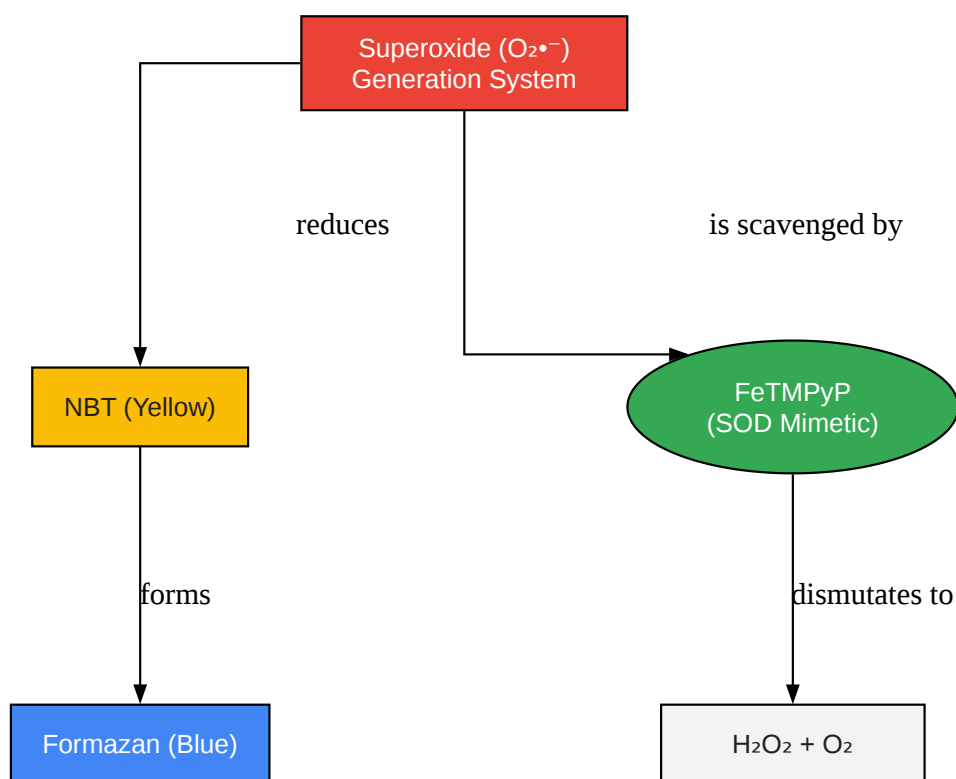 Superoxide (O₂•⁻)
Generation System
reduces
is scavenged by
NBT (Yellow)
FeTMPyP
(SOD Mimetic)
forms
dismutates to
Formazan (Blue)
H₂O₂ + O₂